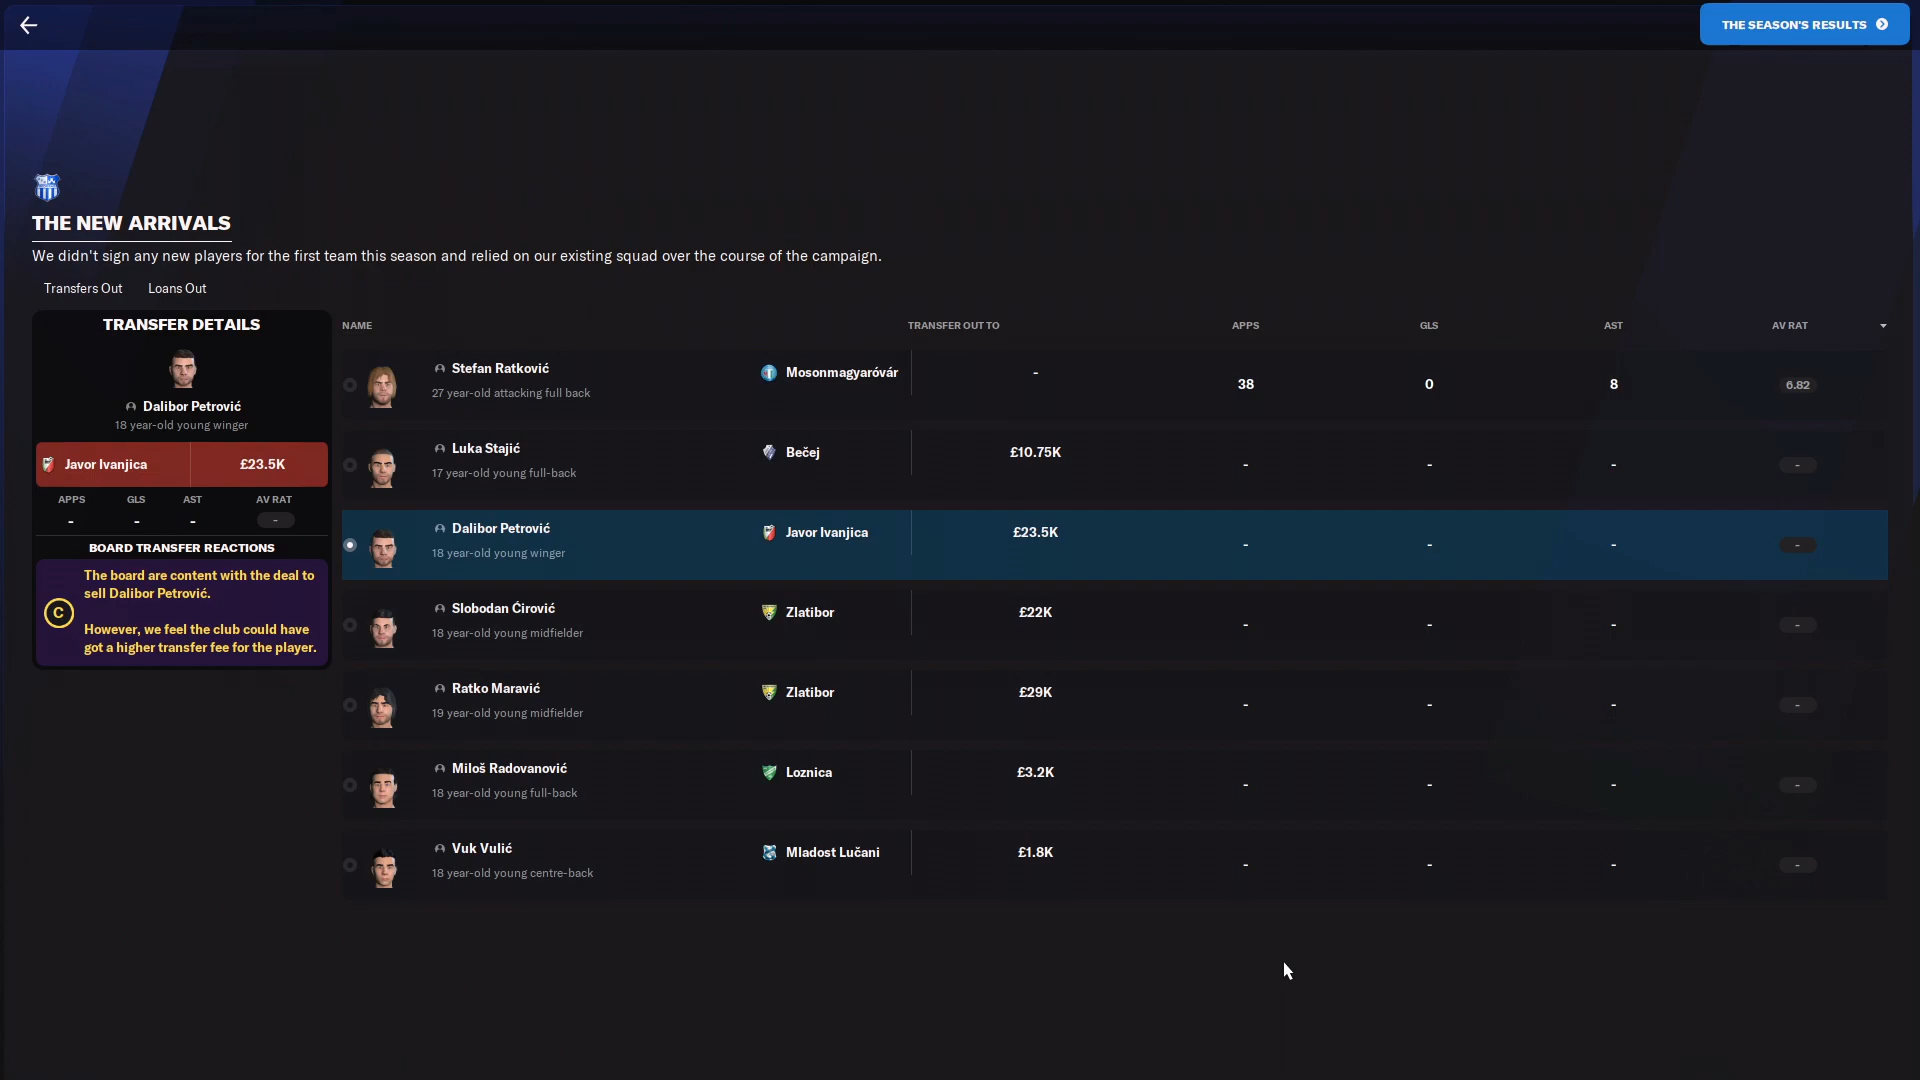 THE SEASON'S RESULTS
THE NEW ARRIVALS
We didn't sign any new players for the first team this season and relied on our existing squad over the course of the campaign.
Transfers Out Loans Out
TRANSFER DETAILS
Dalibor Petrović
18 year-old young winger
Javor Ivanjica £23.5K
APPS GLS AST AV RAT
- - - -
BOARD TRANSFER REACTIONS
C
The board are content with the deal to
sell Dalibor Petrović.
However, we feel the club could have
got a higher transfer fee for the player.
NAME TRANSFER OUT TO APPS GLS AST AV RAT
Stefan Ratković Mosonmagyaróvár - 38 0 8 6.82
27 year-old attacking full back
Luka Stajić Bečej £10.75K - - - -
17 year-old young full-back
Dalibor Petrović Javor Ivanjica £23.5K - - - -
18 year-old young winger
Slobodan Ćirović Zlatibor £22K - - - -
18 year-old young midfielder
Ratko Maravić Zlatibor £29K - - - -
19 year-old young midfielder
Miloš Radovanović Loznica £3.2K - - - -
18 year-old young full-back
Vuk Vulić Mladost Lučani £1.8K - - - -
18 year-old young centre-back